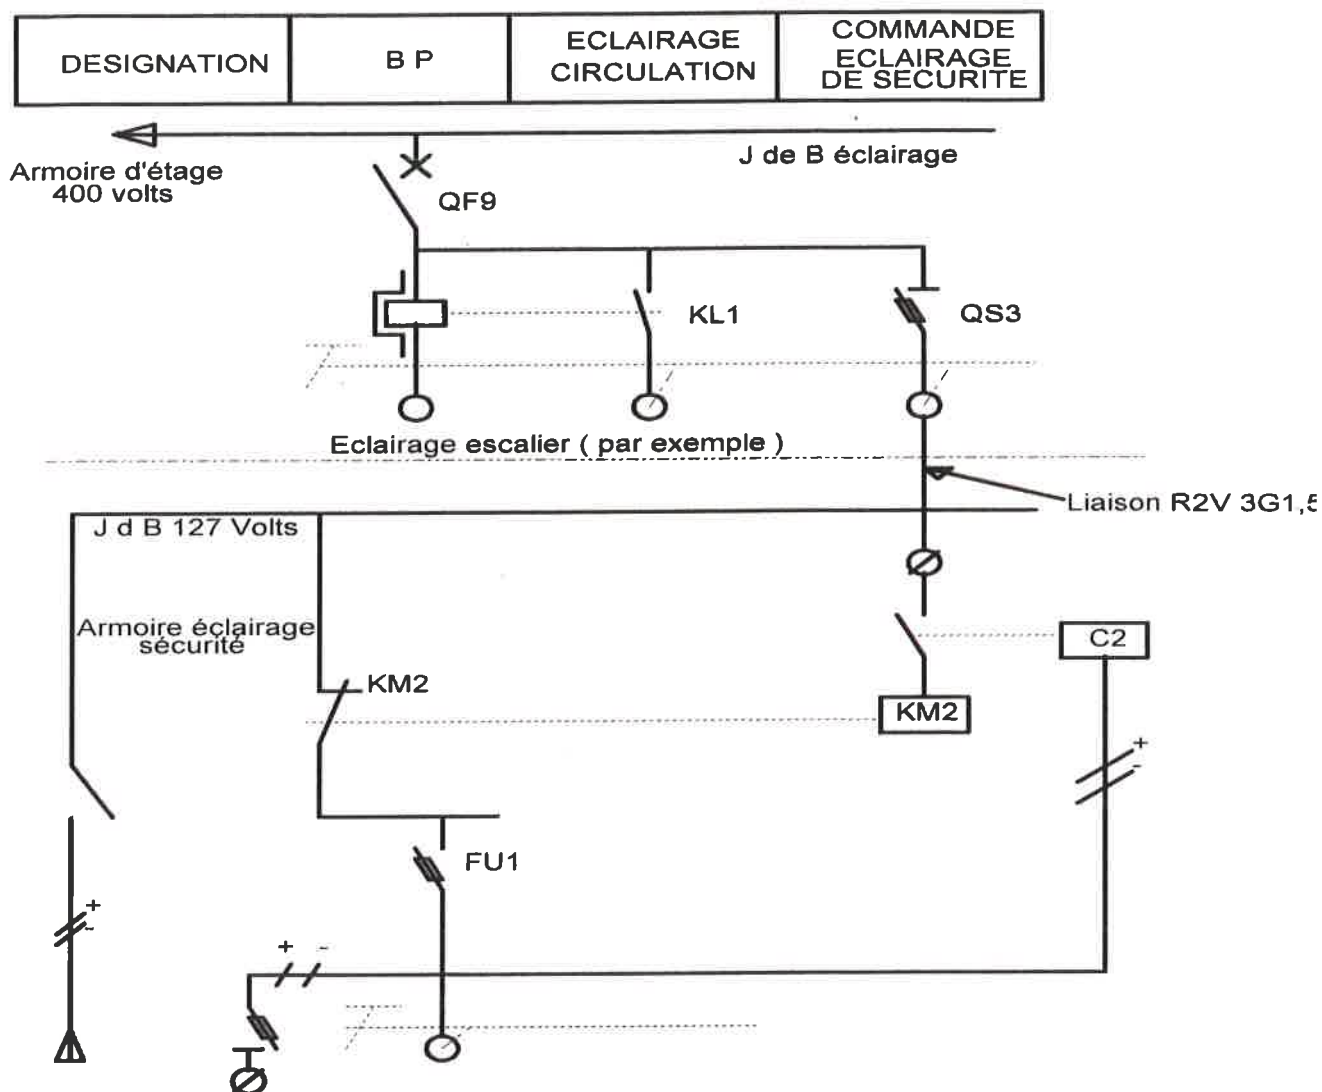 DESIGNATION
B P
ECLAIRAGE
CIRCULATION
COMMANDE
ECLAIRAGE
DE SECURITE
Armoire d'étage
400 volts
J de B éclairage
QF9
KL1
QS3
Eclairage escalier ( par exemple )
Liaison R2V 3G1,5
J d B 127 Volts
Armoire éclairage
sécurité
C2
KM2
KM2
+
-
FU1
+
-
+ -